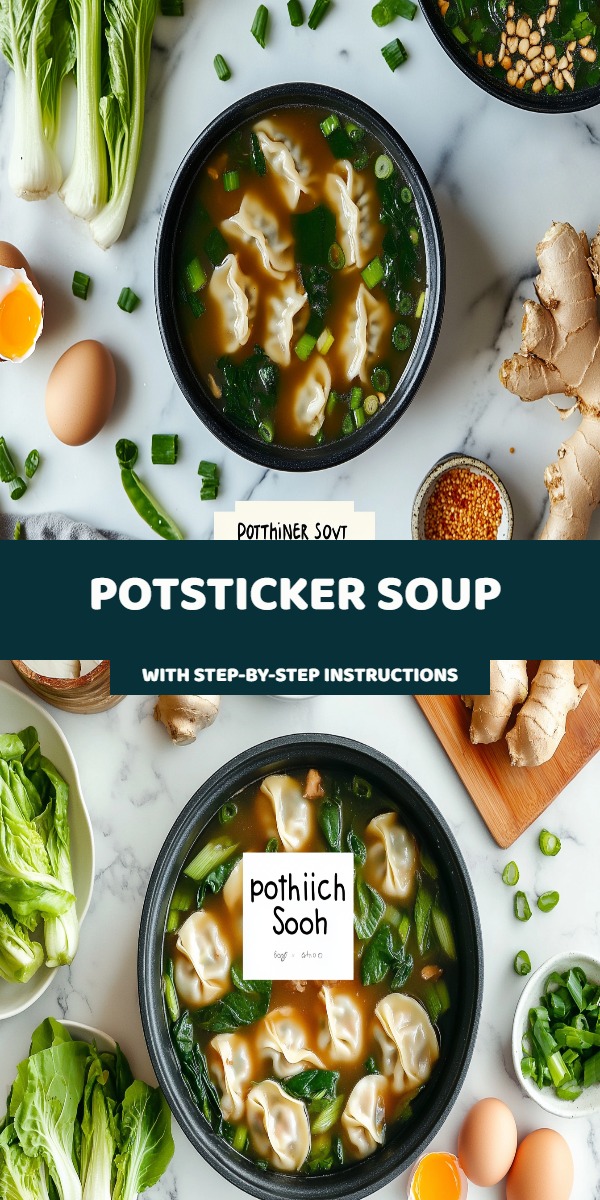 POTTHINER SOVT
POTSTICKER SOUP
WITH STEP-BY-STEP INSTRUCTIONS
pothiich
Sooh